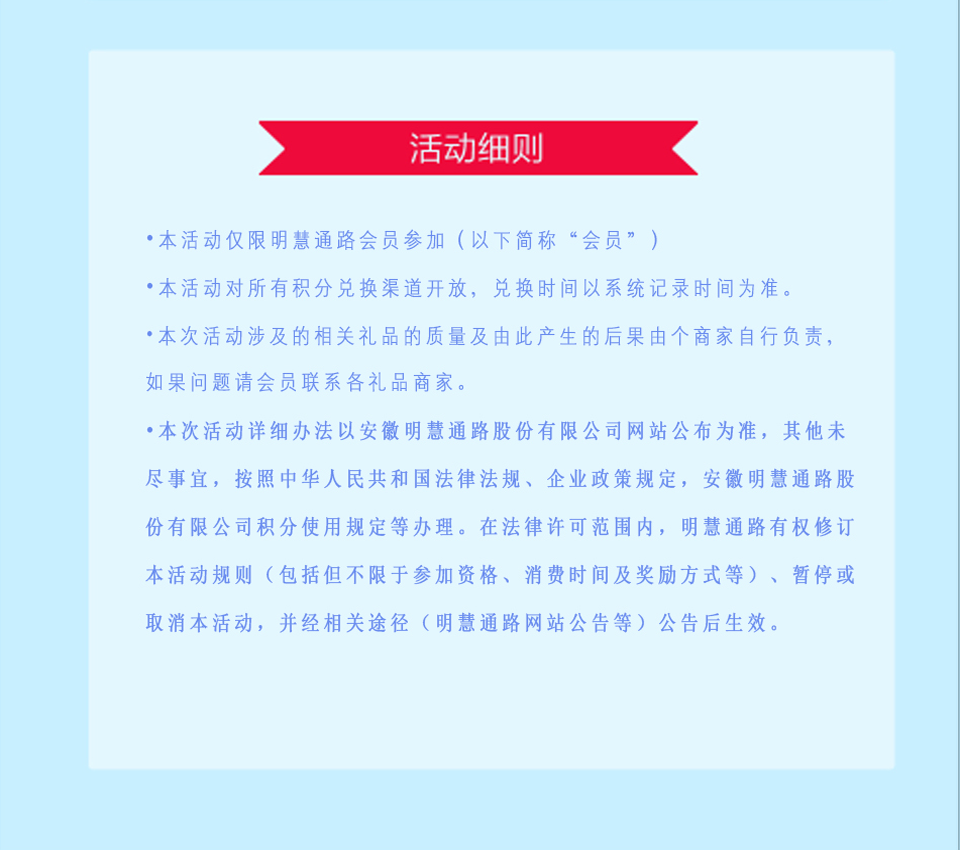 活动细则
•本活动仅限明慧通路会员参加（以下简称“会员”）
•本活动对所有积分兑换渠道开放，兑换时间以系统记录时间为准。
•本次活动涉及的相关礼品的质量及由此产生的后果由个商家自行负责，
如果问题请会员联系各礼品商家。
•本次活动详细办法以安徽明慧通路股份有限公司网站公布为准，其他未
尽事宜，按照中华人民共和国法律法规、企业政策规定，安徽明慧通路股
份有限公司积分使用规定等办理。在法律许可范围内，明慧通路有权修订
本活动规则（包括但不限于参加资格、消费时间及奖励方式等）、暂停或
取消本活动，并经相关途径（明慧通路网站公告等）公告后生效。